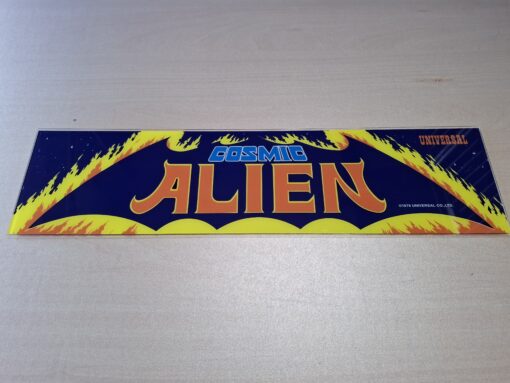 UNIVERSAL
COSMIC
ALIEN
©1979 UNIVERSAL CO., LTD.